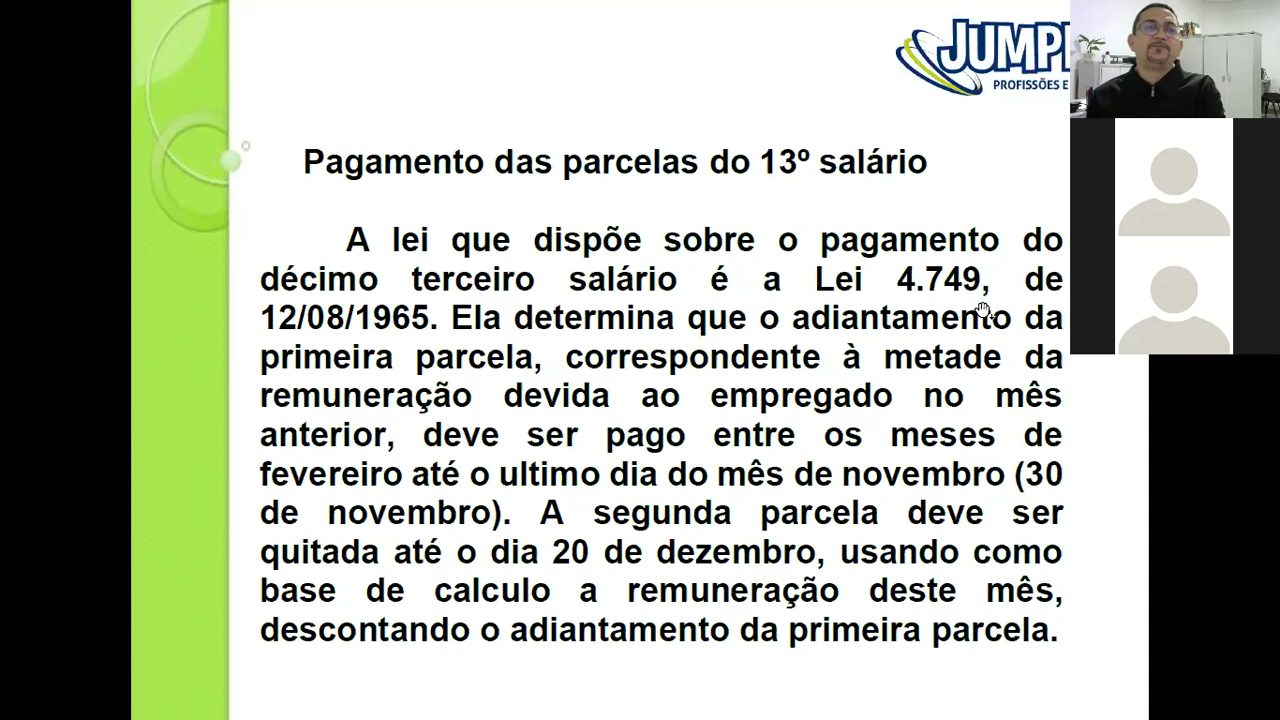 JUMP
PROFISSÕES E
Pagamento das parcelas do 13º salário
A lei que dispõe sobre o pagamento do
décimo terceiro salário é a Lei 4.749, de
12/08/1965. Ela determina que o adiantamento da
primeira parcela, correspondente à metade da
remuneração devida ao empregado no mês
anterior, deve ser pago entre os meses de
fevereiro até o ultimo dia do mês de novembro (30
de novembro). A segunda parcela deve ser
quitada até o dia 20 de dezembro, usando como
base de calculo a remuneração deste mês,
descontando o adiantamento da primeira parcela.